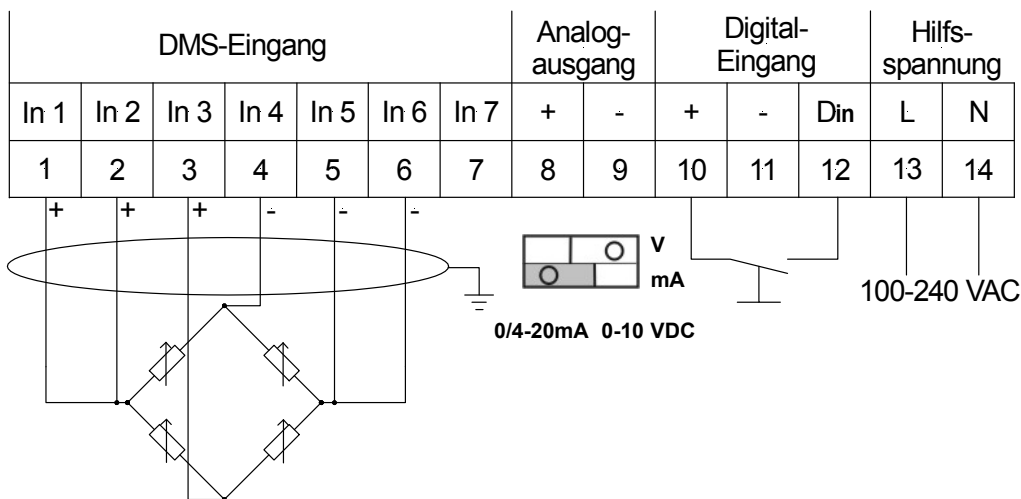 DMS-Eingang
Analog-
ausgang
Digital-
Eingang
Hilfs-
spannung
In 1 In 2 In 3 In 4 In 5 In 6 In 7 + - + - Din L N
1 2 3 4 5 6 7 8 9 10 11 12 13 14
+ + + - - -
V
mA
100-240 VAC
0/4-20mA 0-10 VDC